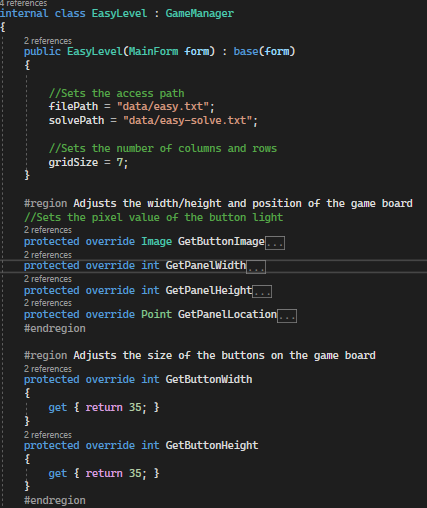 4 references
internal class EasyLevel : GameManager
{
2 references
public EasyLevel(MainForm form) : base(form)
{
//Sets the access path
filePath = "data/easy.txt";
solvePath = "data/easy-solve.txt";
//Sets the number of columns and rows
gridSize = 7;
}
#region Adjusts the width/height and position of the game board
//Sets the pixel value of the button light
2 references
protected override Image GetButtonImage...
2 references
protected override int GetPanelWidth...
2 references
protected override int GetPanelHeight...
2 references
protected override Point GetPanelLocation...
#endregion
#region Adjusts the size of the buttons on the game board
2 references
protected override int GetButtonWidth
{
get { return 35; }
}
2 references
protected override int GetButtonHeight
{
get { return 35; }
}
#endregion